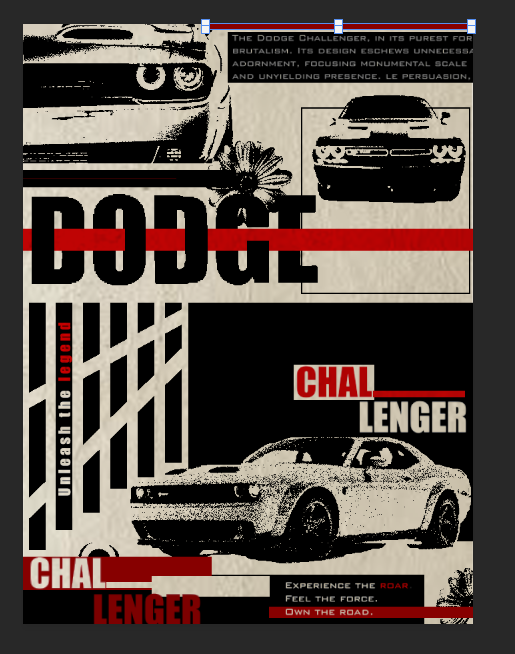 The Dodge Challenger, in its purest for
brutalism. Its design eschews unnecessa
adornment, focusing monumental scale
and unyielding presence. Le persuasion,
DODGE
Unleash the legend
CHAL
LENGER
CHAL
LENGER
Experience the roar.
Feel the force.
Own the road.